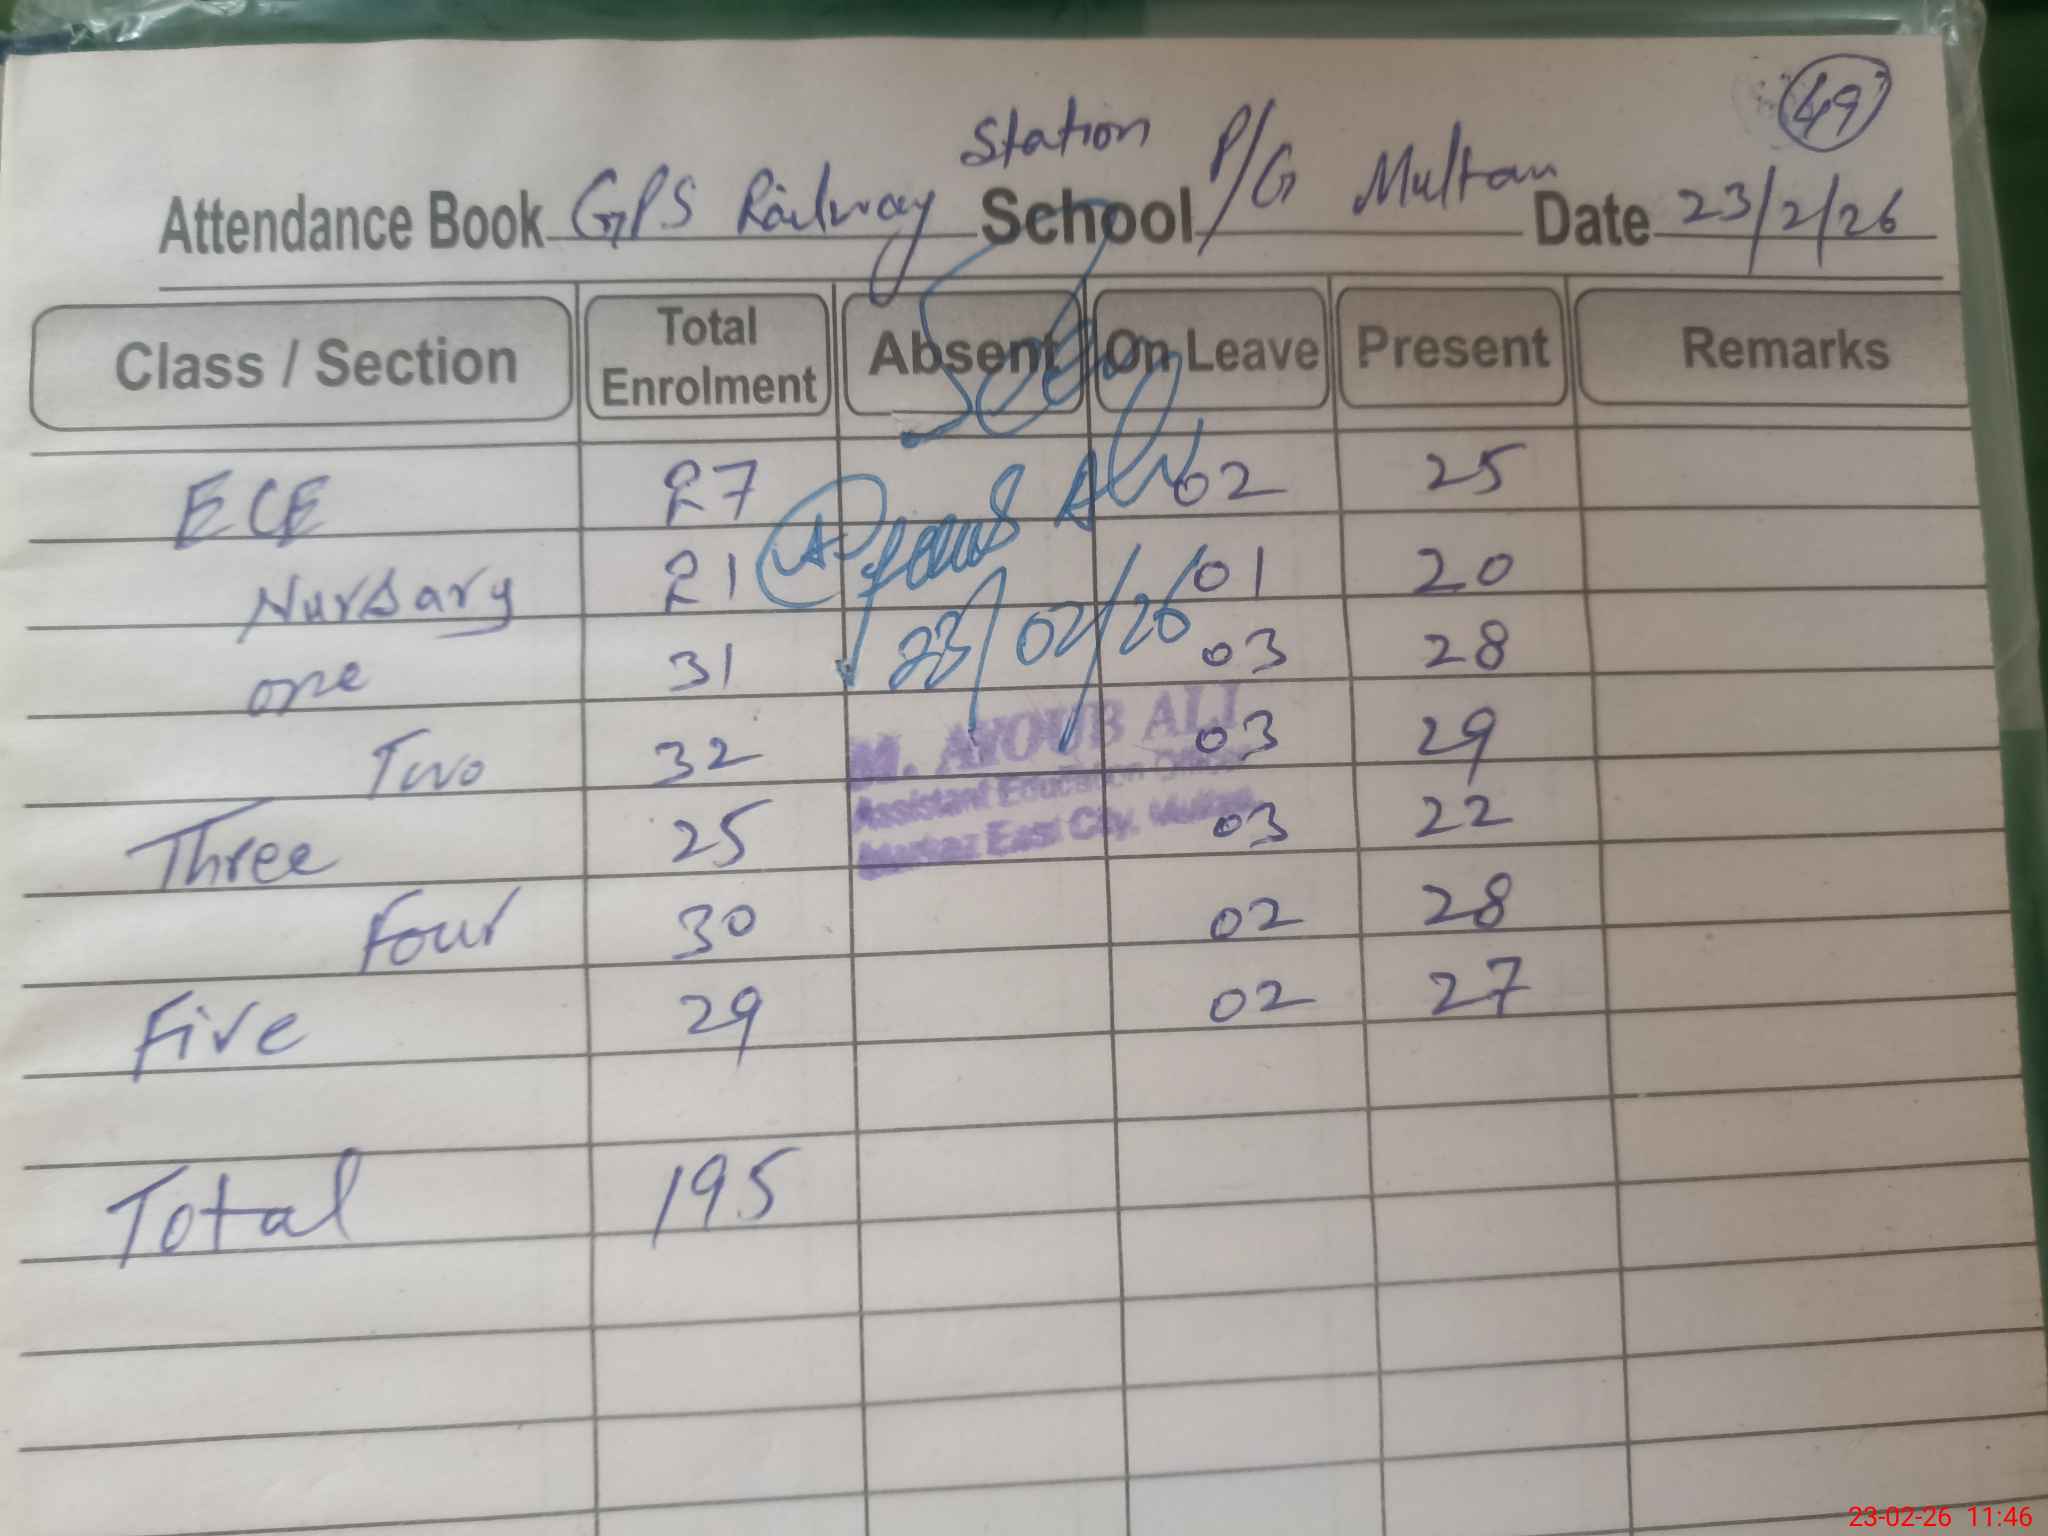 49
Station
Attendance Book GPS Railway School P/G Multan Date 23/2/26
Class / Section Total Enrolment Absent On Leave Present Remarks
ECE 27 02 25
Nursary 21 01 20
one 31 03 28
23/02/26
Two 32 03 29
M. AYOUB ALI
Assistant Education Officer
Three 25 03 22
Markaz East City, Multan
Four 30 02 28
Five 29 02 27
Total 195
23-02-26 11:46